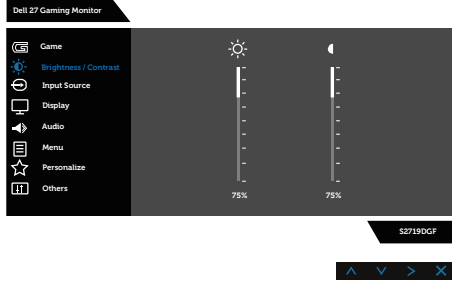 Dell 27 Gaming Monitor
Game
Brightness / Contrast
Input Source
Display
Audio
Menu
Personalize
Others
75% 75%
S2719DGF